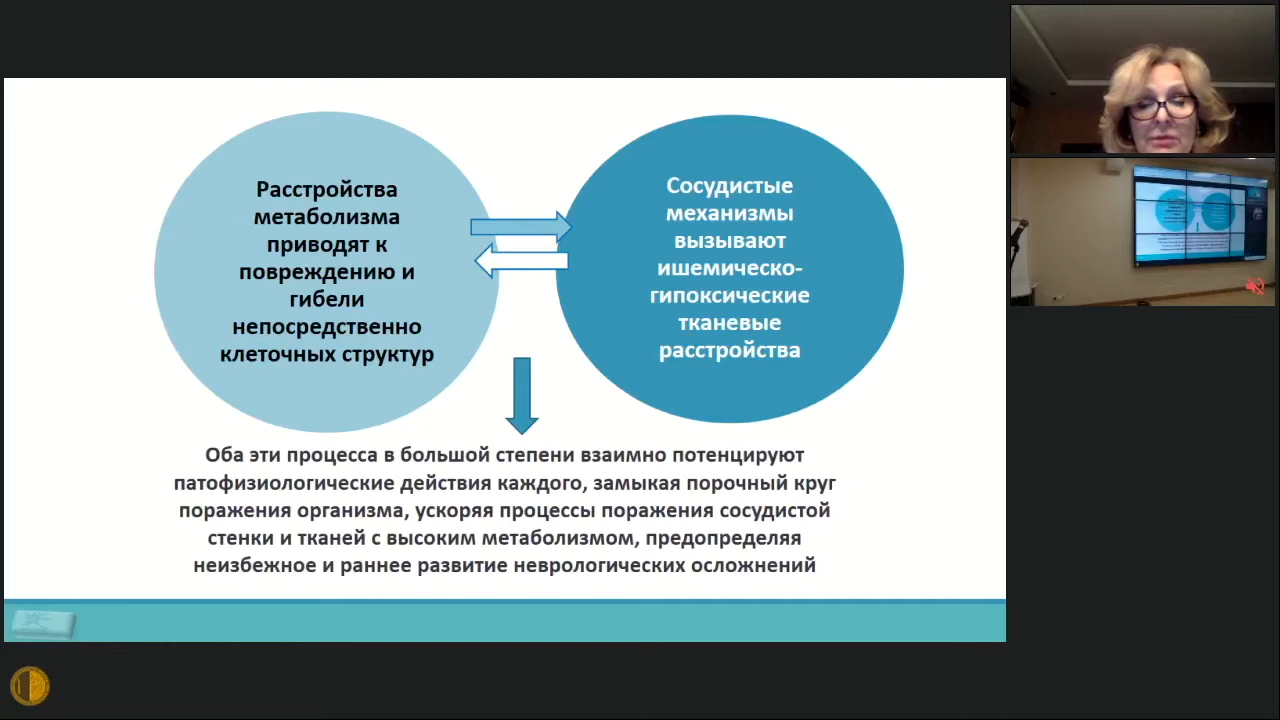 Расстройства
метаболизма
приводят к
повреждению и
гибели
непосредственно
клеточных структур
Сосудистые
механизмы
вызывают
ишемическо-
гипоксические
тканевые
расстройства
Оба эти процесса в большой степени взаимно потенцируют
патофизиологические действия каждого, замыкая порочный круг
поражения организма, ускоряя процессы поражения сосудистой
стенки и тканей с высоким метаболизмом, предопределяя
неизбежное и раннее развитие неврологических осложнений